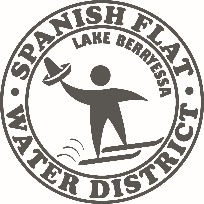 SPANISH FLAT
LAKE BERRYESSA
WATER DISTRICT